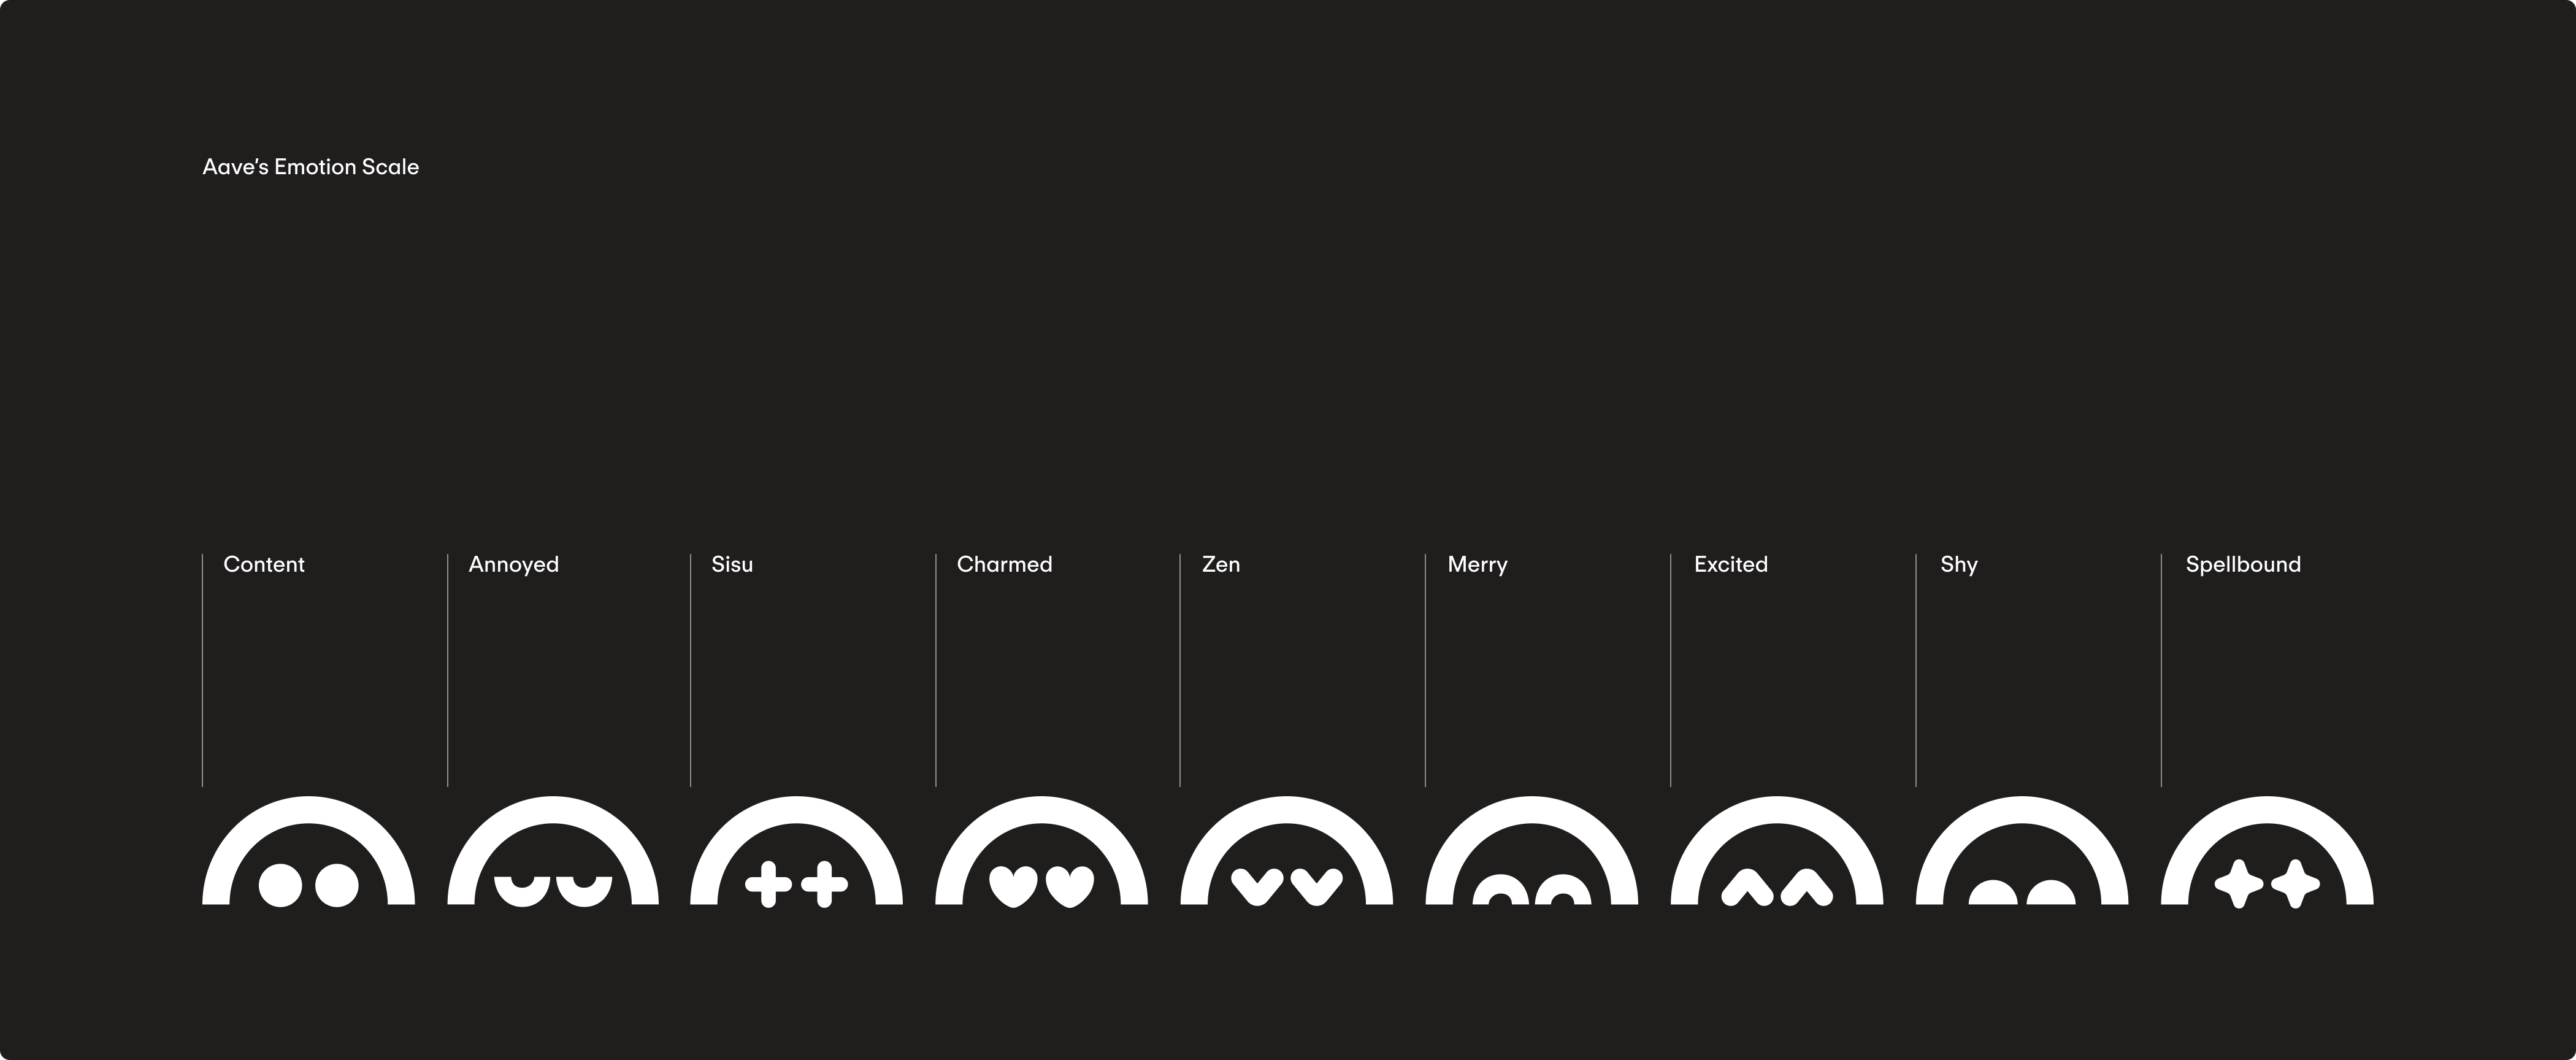 Aave’s Emotion Scale
Content
Annoyed
Sisu
Charmed
Zen
Merry
Excited
Shy
Spellbound